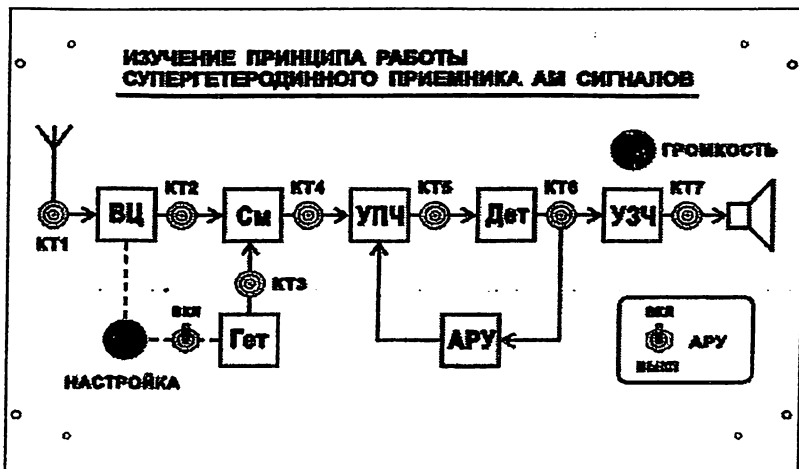 ИЗУЧЕНИЕ ПРИНЦИПА РАБОТЫ
СУПЕРГЕТЕРОДИННОГО ПРИЕМНИКА АМ СИГНАЛОВ
ГРОМКОСТЬ
КТ2
КТ4
КТ5
КТ6
КТ7
ВЦ
См
УПЧ
Дет
УЗЧ
КТ1
КТ3
ВКЛ
Гет
АРУ
ВКЛ
АРУ
ВЫКЛ
НАСТРОЙКА